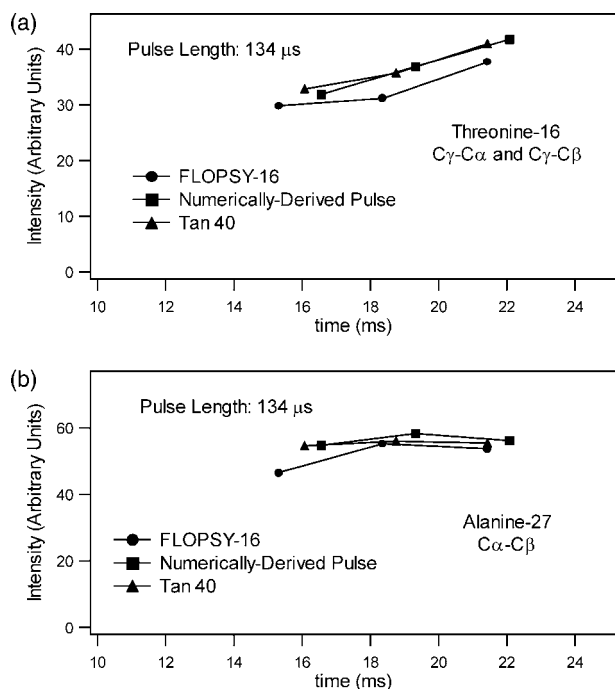 (a)
Pulse Length: 134 μs
Intensity (Arbitrary Units)
40
30
20
10
0
Threonine-16
Cγ-Cα and Cγ-Cβ
FLOPSY-16
Numerically-Derived Pulse
Tan 40
10 12 14 16 18 20 22 24
time (ms)
(b)
Pulse Length: 134 μs
Intensity (Arbitrary Units)
60
40
20
0
Alanine-27
Cα-Cβ
FLOPSY-16
Numerically-Derived Pulse
Tan 40
10 12 14 16 18 20 22 24
time (ms)